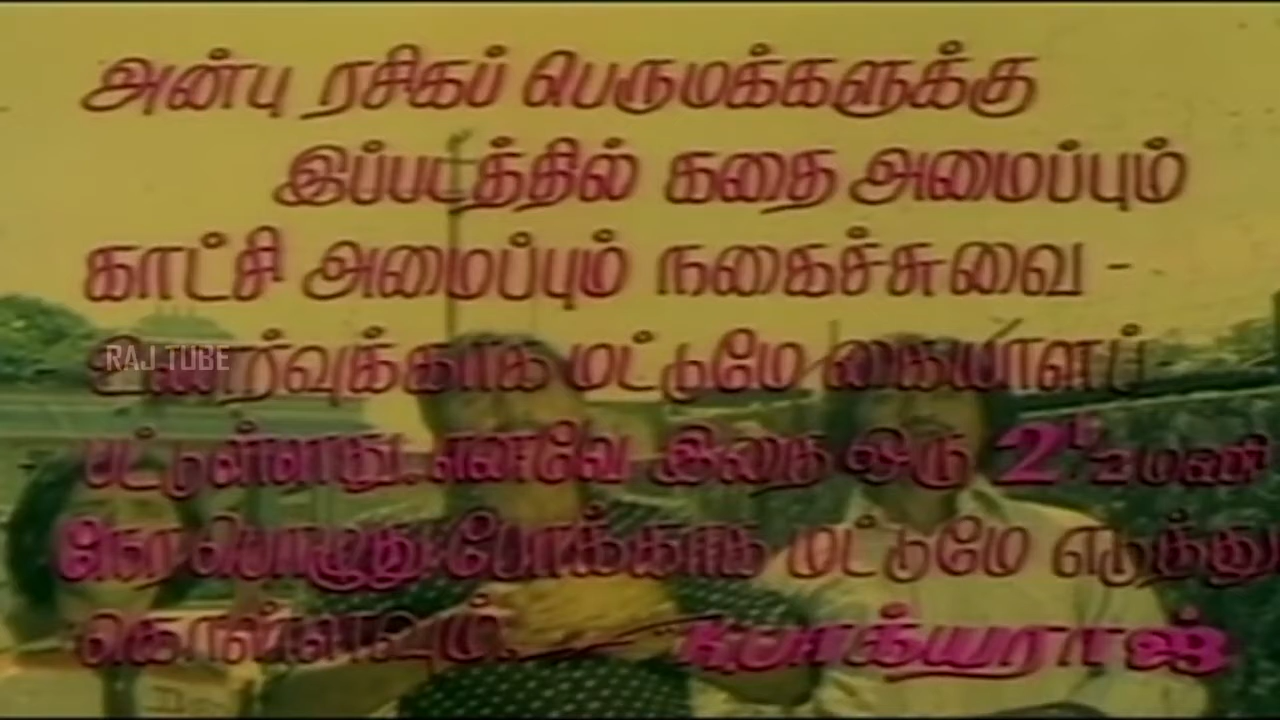 அன்பு ரசிகப் பெருமக்களுக்கு
இப்படத்தில் கதை அமைப்பும்
காட்சி அமைப்பும் நகைச்சுவை -
RAJ TUBE
உணர்வுக்காக மட்டுமே கையாளப்
பட்டுள்ளது. எனவே இதை ஒரு 2½ மணி
நேர பொழுது போக்காக மட்டுமே எடுத்து
கொள்ளவும்.
K.பாக்யராஜ்